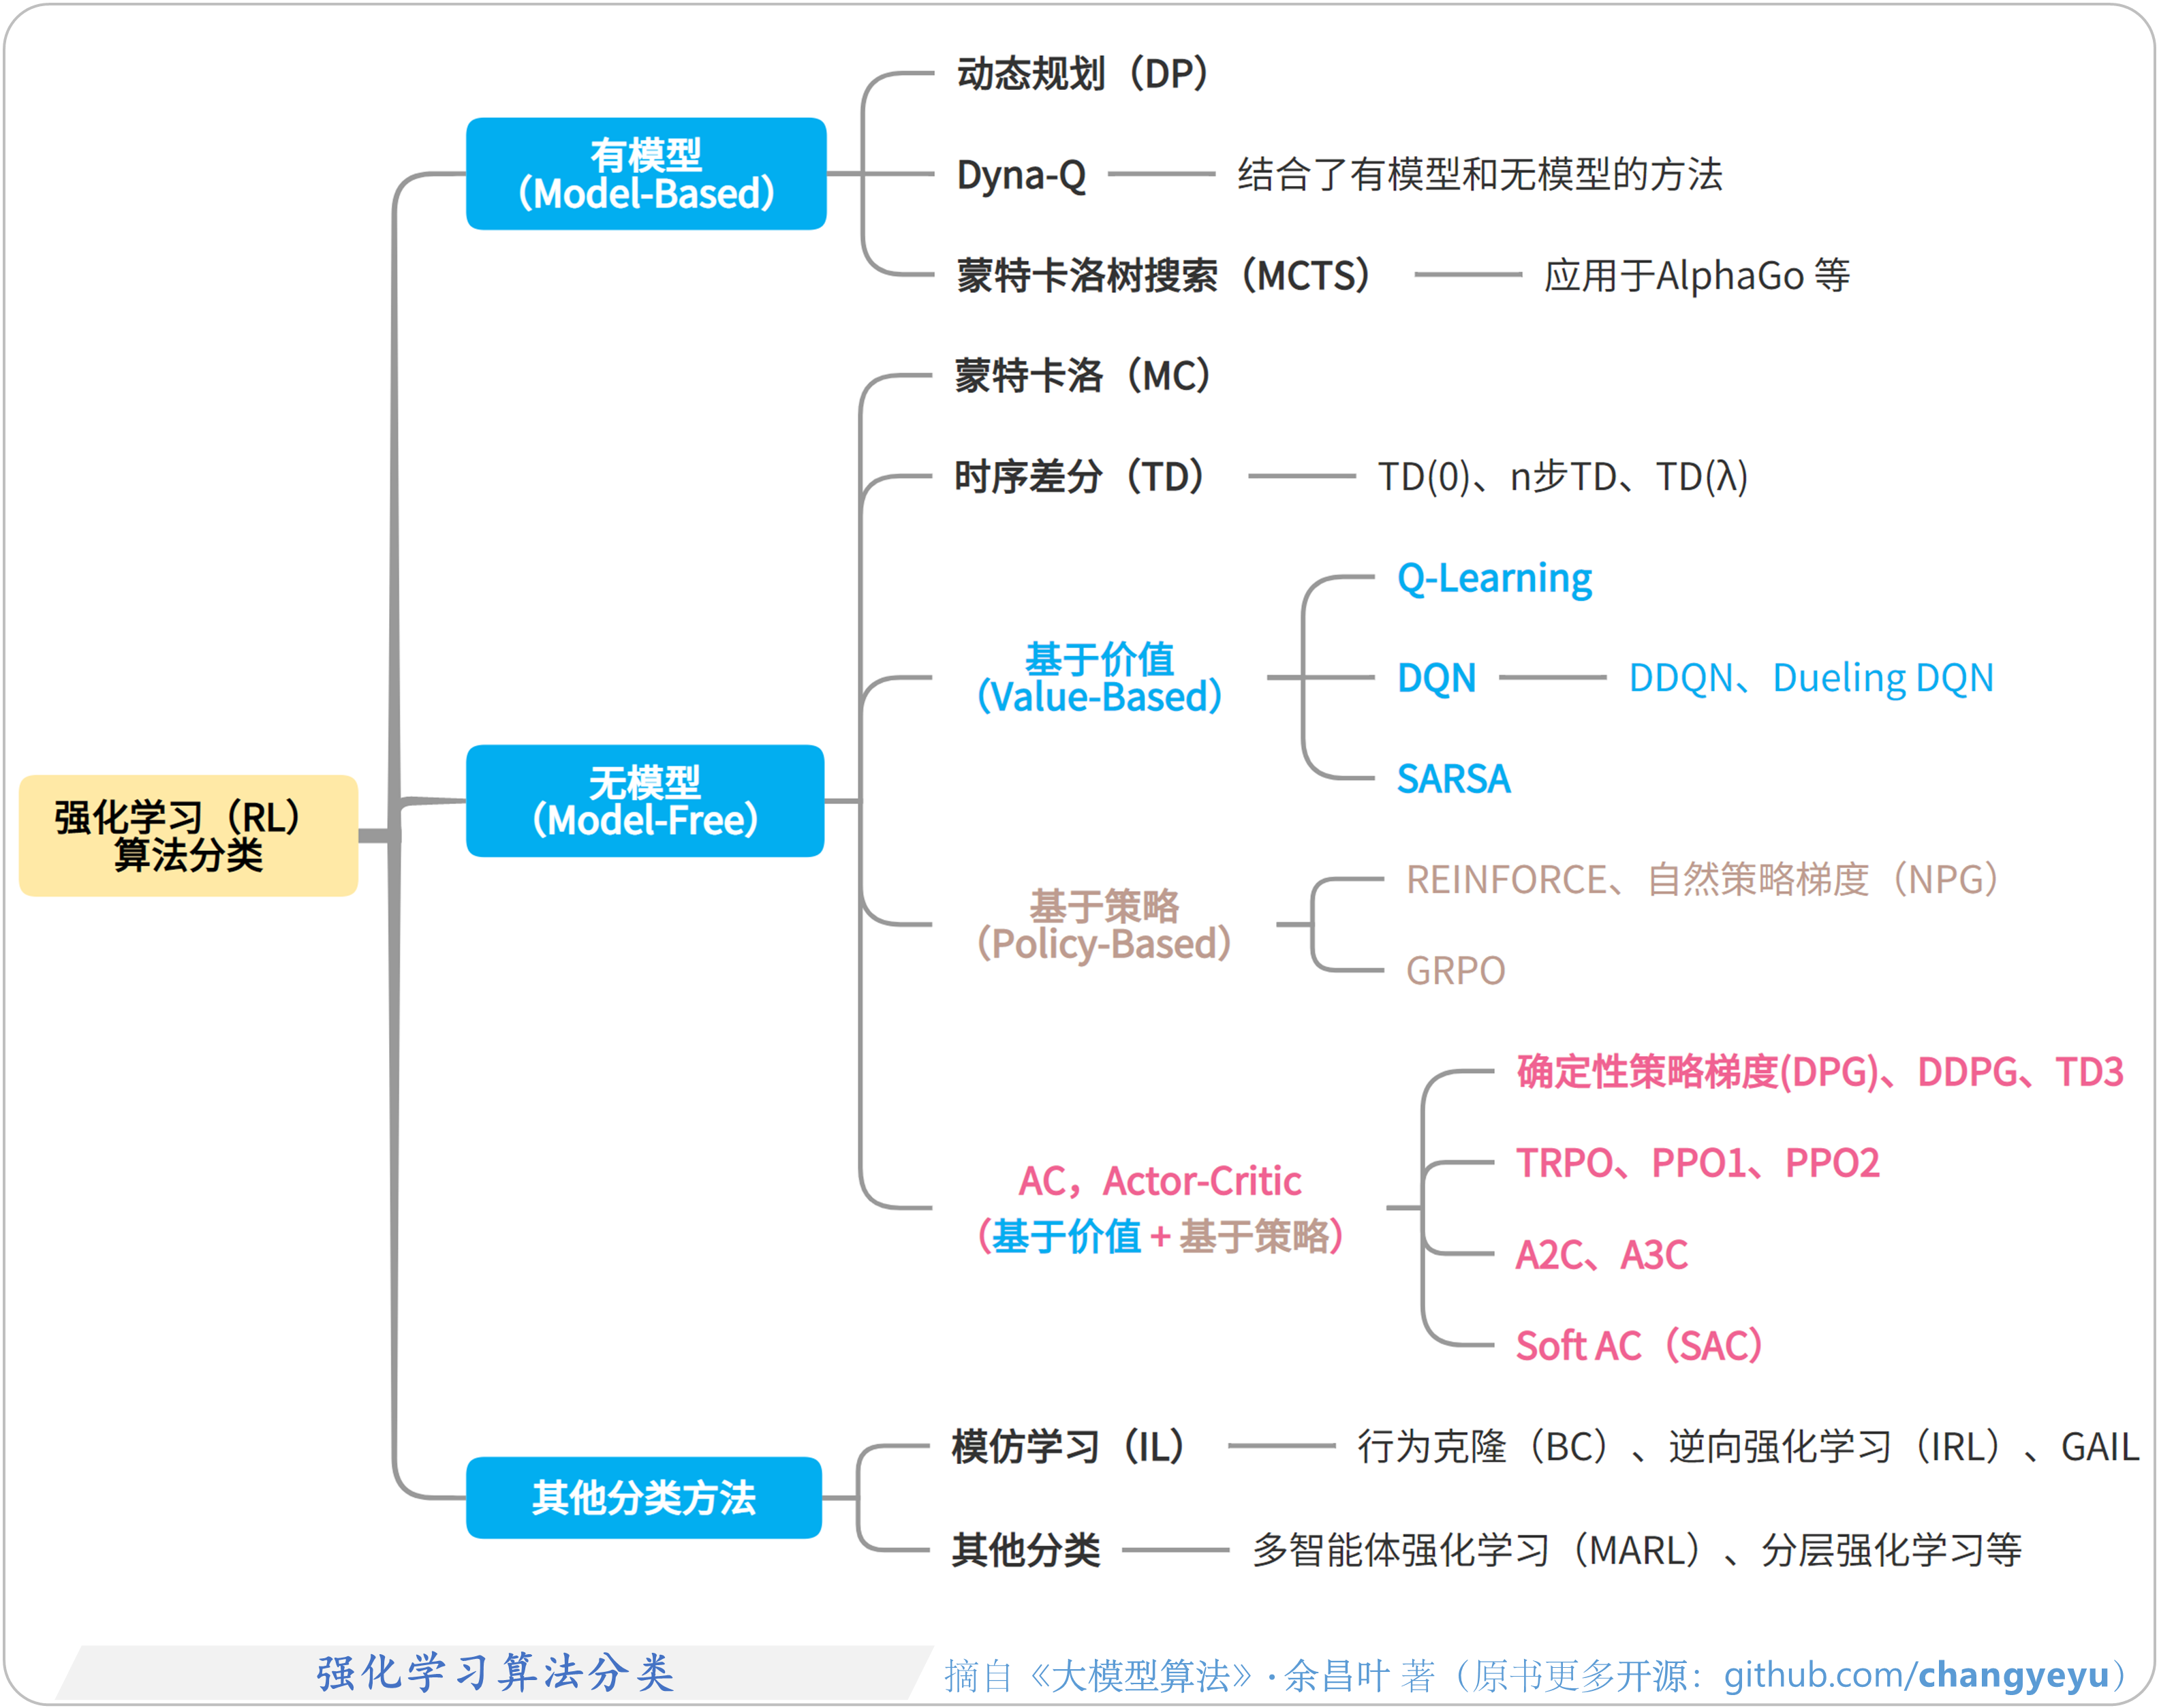 强化学习（RL）
算法分类
有模型
（Model-Based）
动态规划（DP）
Dyna-Q
结合了有模型和无模型的方法
蒙特卡洛树搜索（MCTS）
应用于AlphaGo 等
无模型
（Model-Free）
蒙特卡洛（MC）
时序差分（TD）
TD(0)、n步TD、TD(λ)
基于价值
（Value-Based）
Q-Learning
DQN
DDQN、Dueling DQN
SARSA
基于策略
（Policy-Based）
REINFORCE、自然策略梯度（NPG）
GRPO
AC，Actor-Critic
（基于价值 + 基于策略）
确定性策略梯度(DPG)、DDPG、TD3
TRPO、PPO1、PPO2
A2C、A3C
Soft AC（SAC）
其他分类方法
模仿学习（IL）
行为克隆（BC）、逆向强化学习（IRL）、GAIL
其他分类
多智能体强化学习（MARL）、分层强化学习等
强化学习算法分类
摘自《大模型算法》· 余昌叶 著（原书更多开源：github.com/changyeyu）